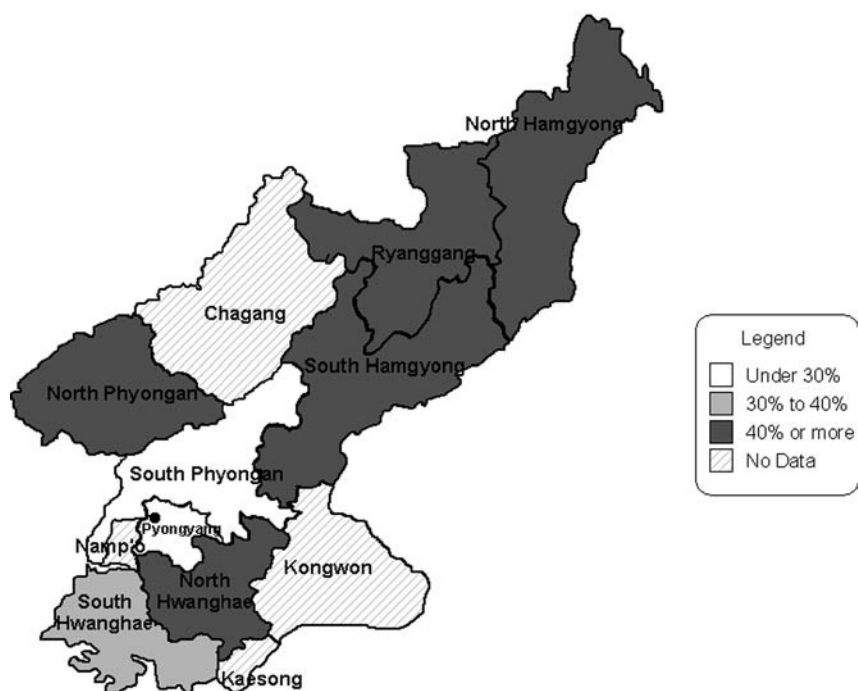 North Hamgyong
Ryanggang
Chagang
South Hamgyong
North Phyongan
South Phyongan
Pyongyang
Nampo
Kongwon
North
Hwanghae
South
Hwanghae
Kaesong
Legend
Under 30%
30% to 40%
40% or more
No Data